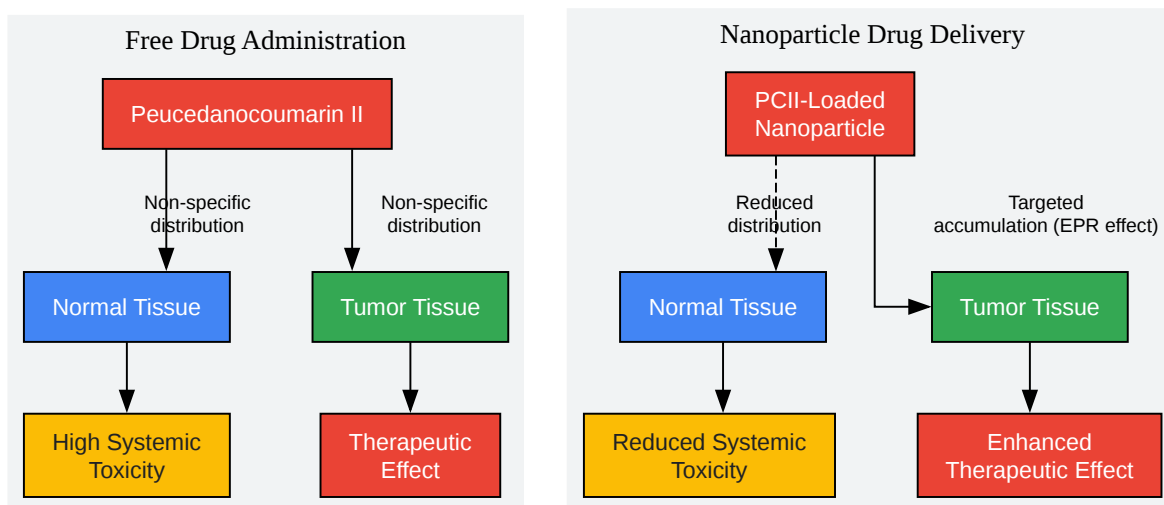 Free Drug Administration
Peucedanocoumarin II
Non-specific
distribution
Non-specific
distribution
Normal Tissue
Tumor Tissue
High Systemic
Toxicity
Therapeutic
Effect
Nanoparticle Drug Delivery
PCII-Loaded
Nanoparticle
Reduced
distribution
Targeted
accumulation (EPR effect)
Normal Tissue
Tumor Tissue
Reduced Systemic
Toxicity
Enhanced
Therapeutic Effect